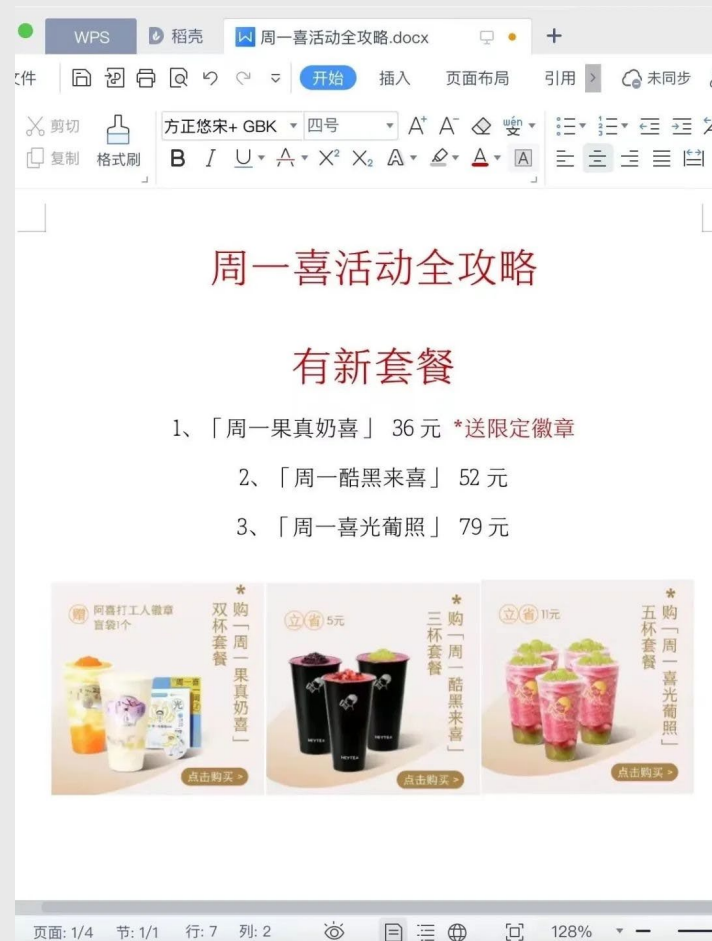 WPS
稻壳
周一喜活动全攻略.docx
文件
开始
插入
页面布局
引用
未同步
剪切
复制
格式刷
方正悠宋+ GBK
四号
周一喜活动全攻略
有新套餐
1、「周一果真奶喜」 36 元 *送限定徽章
2、「周一酷黑来喜」 52 元
3、「周一喜光葡照」 79 元
赠 阿喜打工人徽章
盲袋1个
*购「周一果真奶喜」
双杯套餐
点击购买 >
立省 5元
*购「周一酷黑来喜」
三杯套餐
HEYTEA
HEYTEA
HEYTEA
点击购买 >
立省 11元
*购「周一喜光葡照」
五杯套餐
点击购买 >
页面: 1/4
节: 1/1
行: 7
列: 2
128%